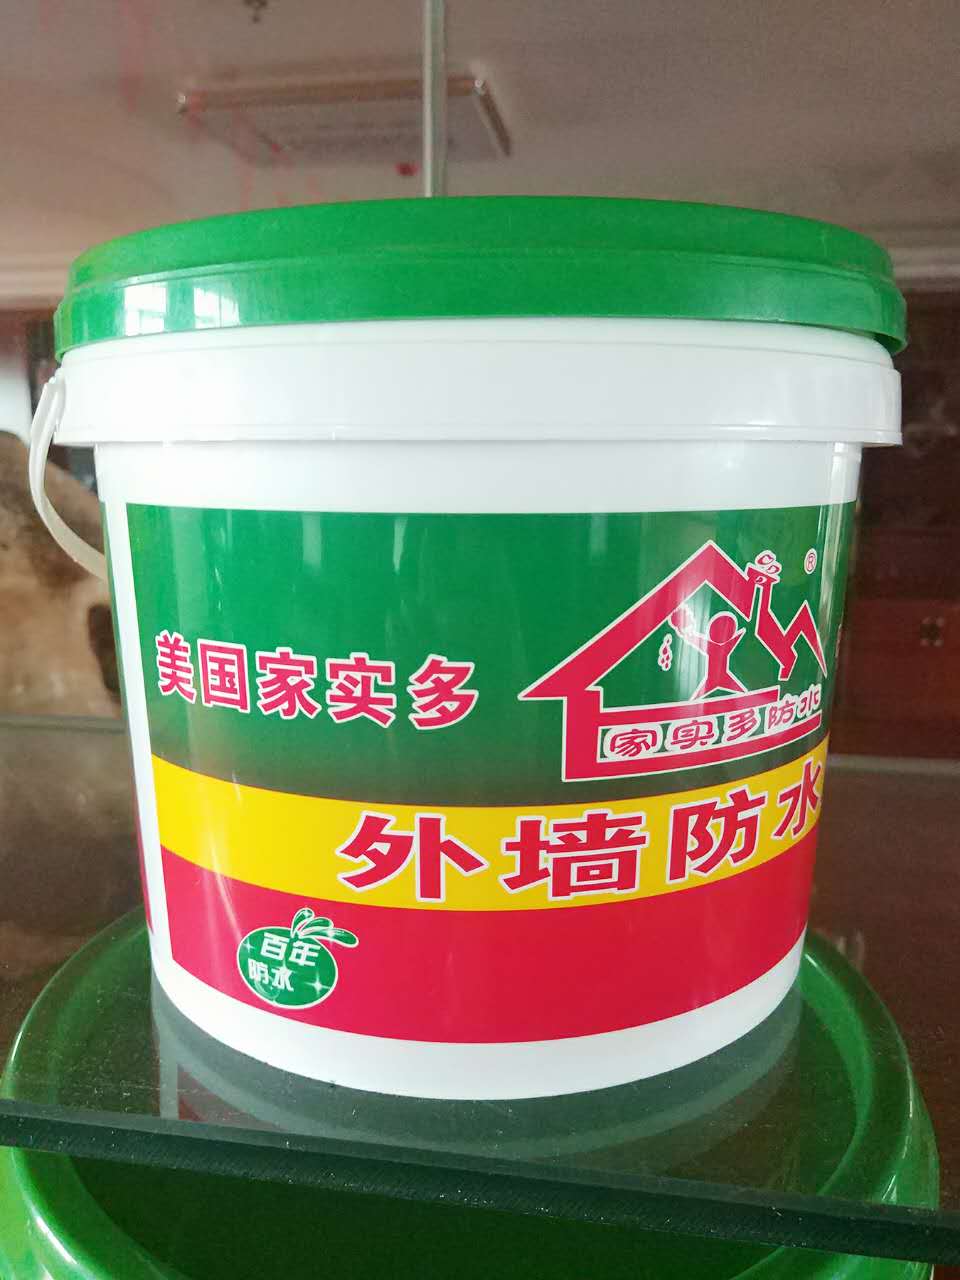 ®
美国家实多
家实多防水
外墙防水
百年
防水